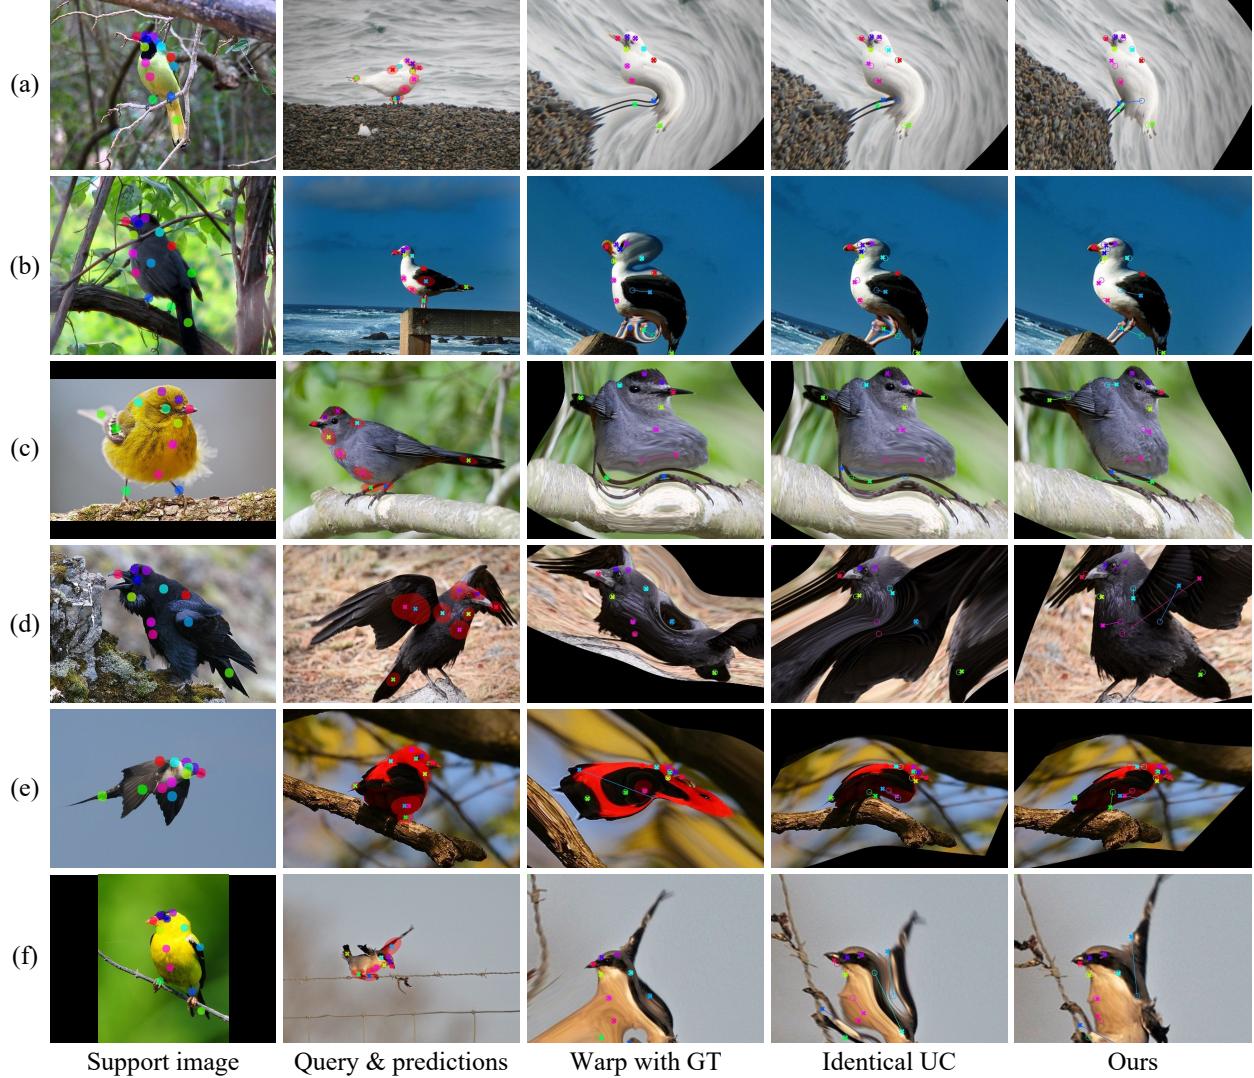 (a)
(b)
(c)
(d)
(e)
(f)
Support image Query & predictions Warp with GT Identical UC Ours